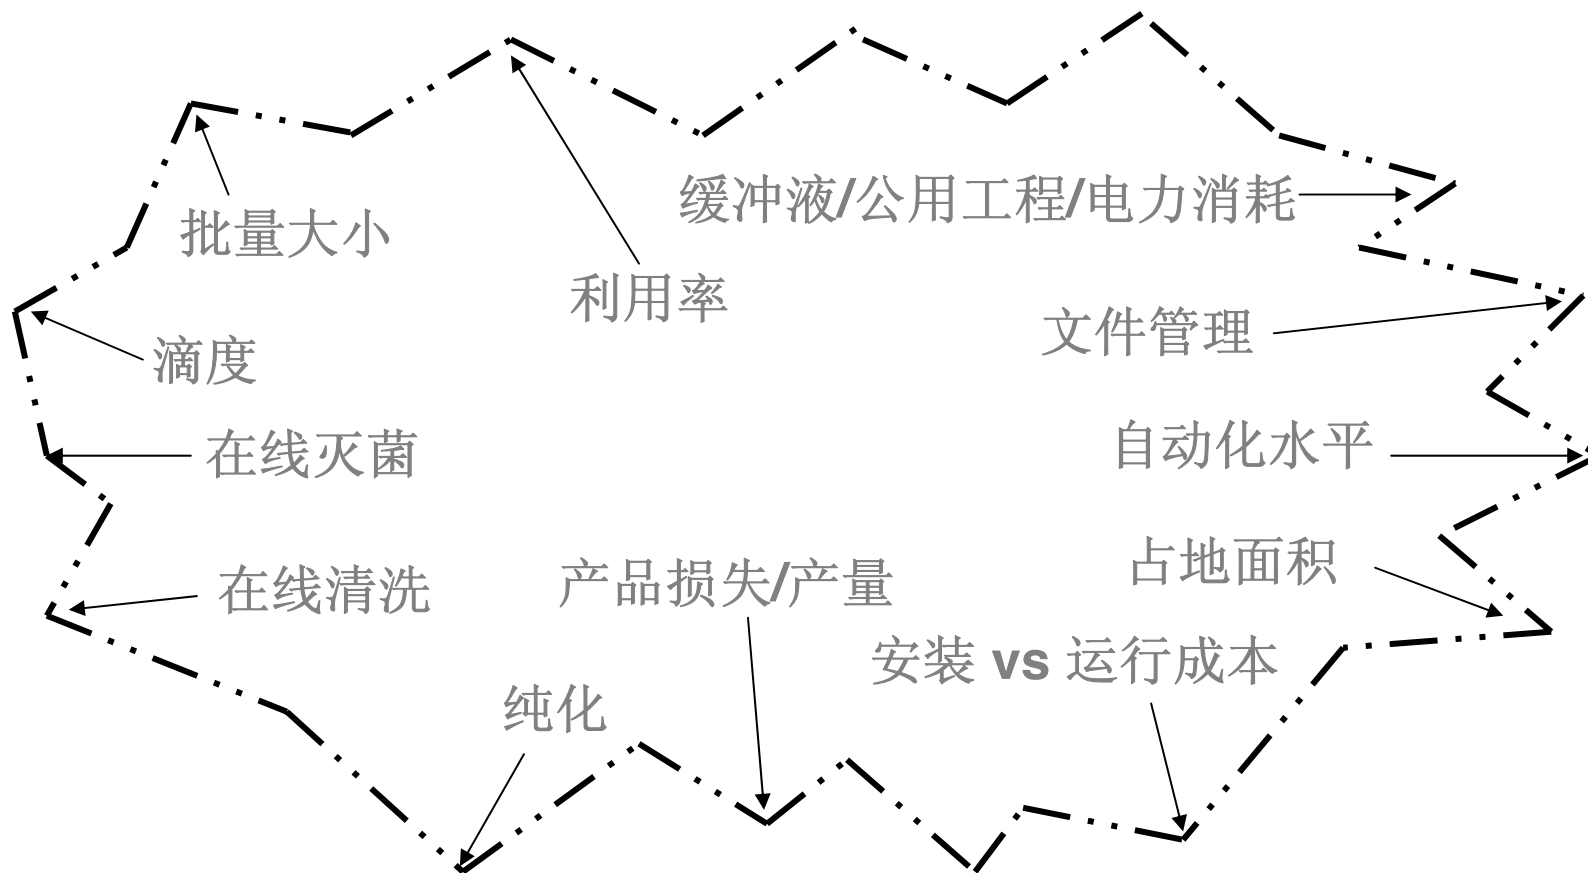 缓冲液/公用工程/电力消耗
批量大小
利用率
文件管理
滴度
自动化水平
在线灭菌
占地面积
产品损失/产量
在线清洗
安装 vs 运行成本
纯化